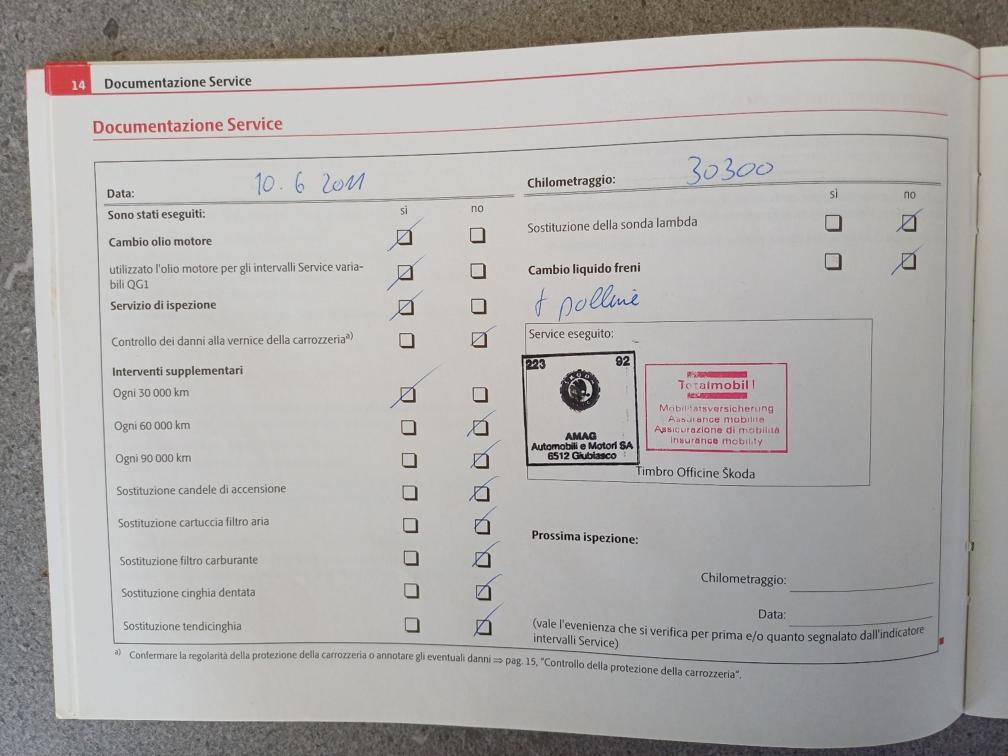 14 Documentazione Service
Documentazione Service
Data: 10.6 2011
Sono stati eseguiti: sì no
Cambio olio motore
utilizzato l'olio motore per gli intervalli Service varia-
bili QG1
Servizio di ispezione
Controllo dei danni alla vernice della carrozzeria a)
Interventi supplementari
Ogni 30 000 km
Ogni 60 000 km
Ogni 90 000 km
Sostituzione candele di accensione
Sostituzione cartuccia filtro aria
Sostituzione filtro carburante
Sostituzione cinghia dentata
Sostituzione tendicinghia
Chilometraggio: 30300
sì no
Sostituzione della sonda lambda
Cambio liquido freni
+ polline
Service eseguito:
223 92
AMAG
Automobili e Motori SA
6512 Giubiasco
Totalmobil!
Mobilitätsversicherung
Assurance mobilité
Assicurazione di mobilità
Insurance mobility
Timbro Officine Škoda
Prossima ispezione:
Chilometraggio:
Data:
(vale l'evenienza che si verifica per prima e/o quanto segnalato dall'indicatore
intervalli Service)
a) Confermare la regolarità della protezione della carrozzeria o annotare gli eventuali danni ⇒ pag. 15, "Controllo della protezione della carrozzeria".